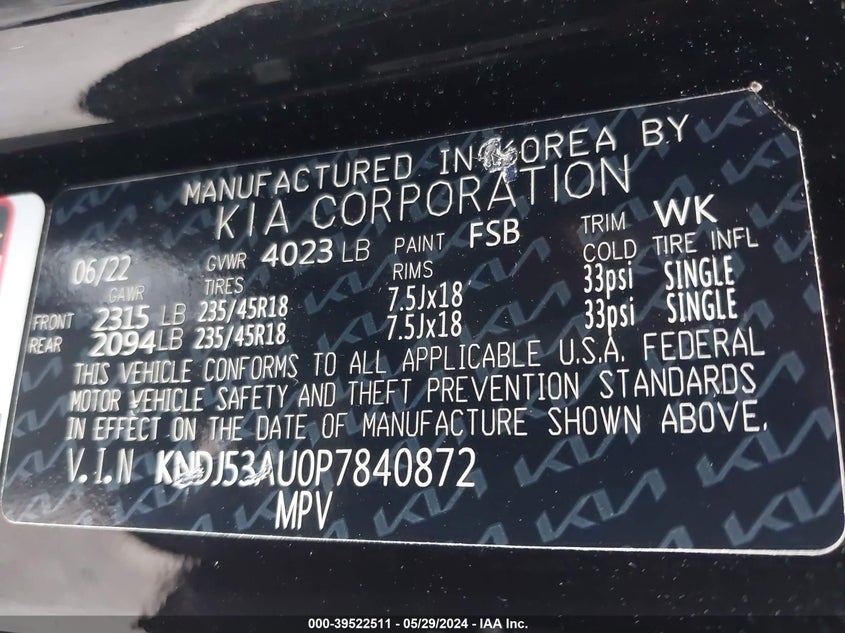 MANUFACTURED IN KOREA BY
KIA CORPORATION
06/22 GVWR 4023 LB PAINT FSB TRIM WK
GAWR TIRES RIMS COLD TIRE INFL
FRONT 2315 LB 235/45R18 7.5Jx18 33psi SINGLE
REAR 2094 LB 235/45R18 7.5Jx18 33psi SINGLE
THIS VEHICLE CONFORMS TO ALL APPLICABLE U.S.A. FEDERAL
MOTOR VEHICLE SAFETY AND THEFT PREVENTION STANDARDS
IN EFFECT ON THE DATE OF MANUFACTURE SHOWN ABOVE.
V.I.N KNDJ53AU0P7840872
MPV
000-39522511 - 05/29/2024 - IAA Inc.